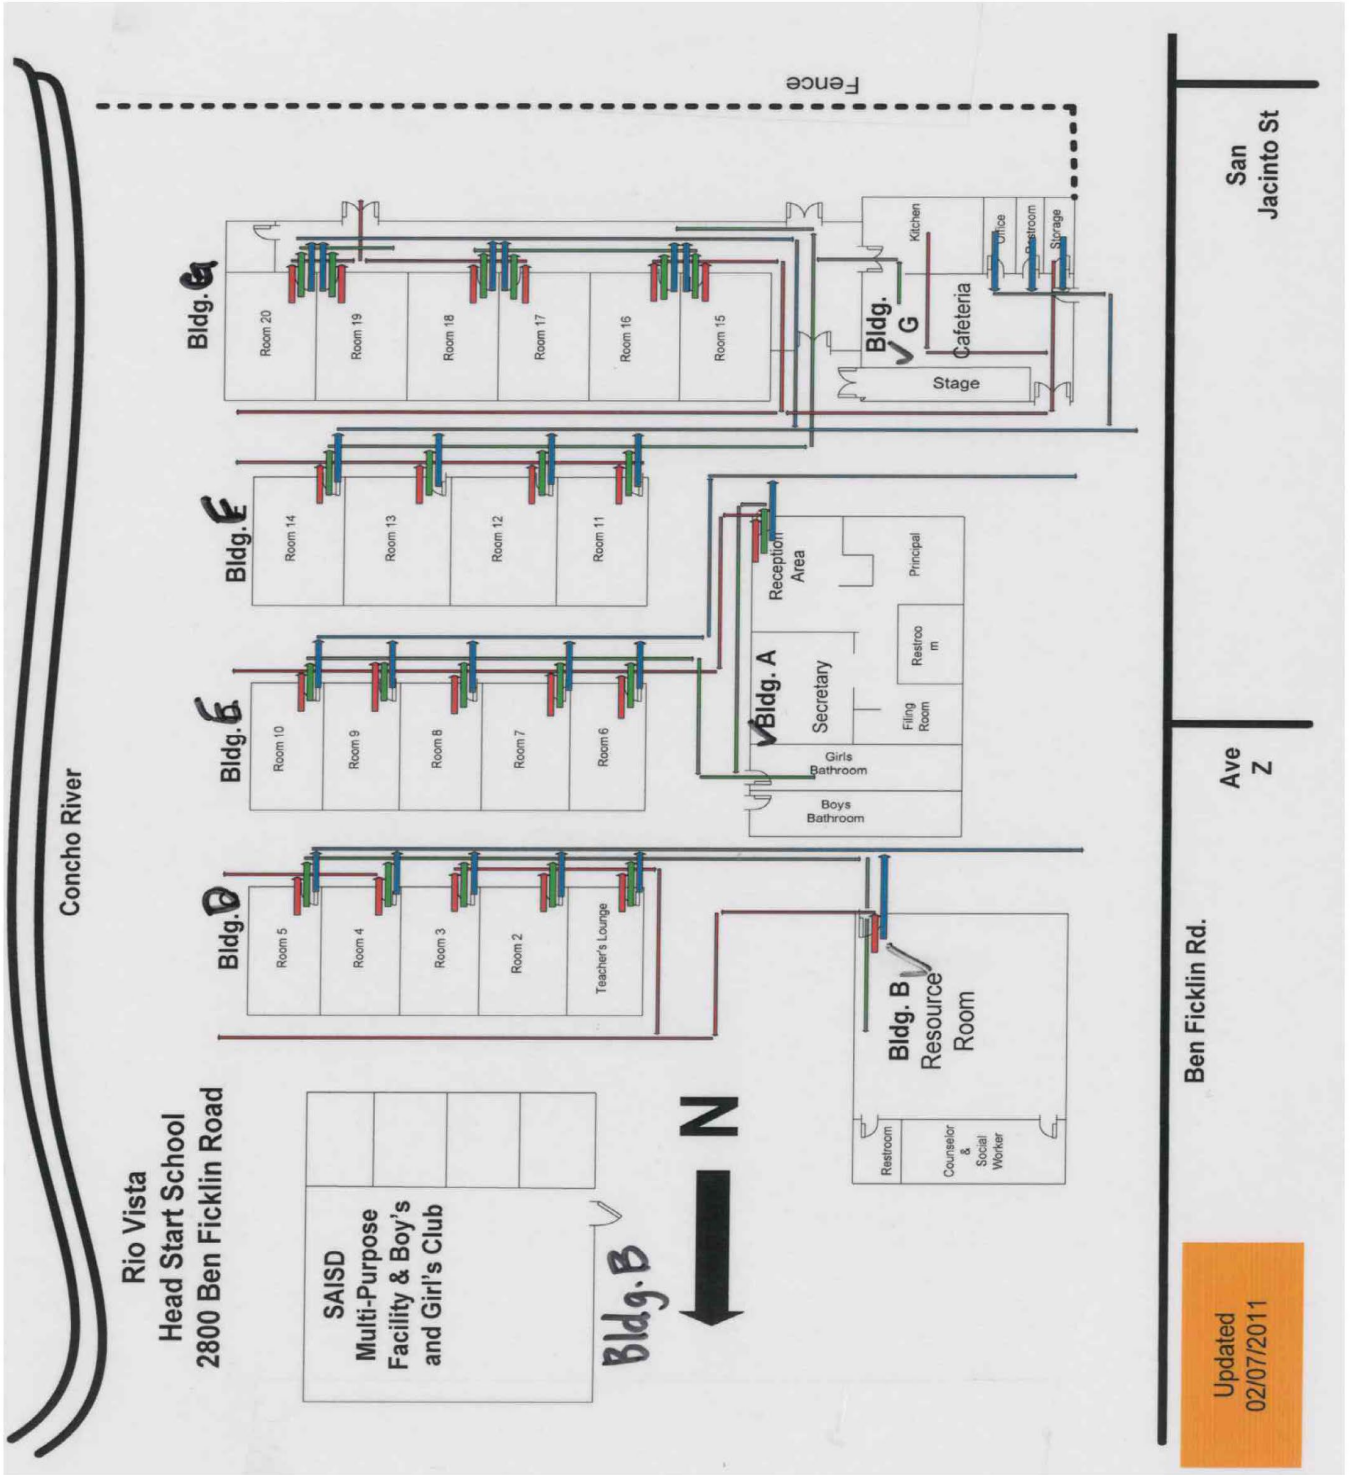 Rio Vista
Head Start School
2800 Ben Ficklin Road
Concho River
SAISD
Multi-Purpose
Facility & Boy's
and Girl's Club
Bldg.B
N
Bldg. D
Room 5
Room 4
Room 3
Room 2
Teacher's Lounge
Bldg.
Room 10
Room 9
Room 8
Room 7
Room 6
Bldg.
Room 14
Room 13
Room 12
Room 11
Bldg.
Room 20
Room 19
Room 18
Room 17
Room 16
Room 15
Fence
Bldg. B
Resource
Room
Restroom
Counselor
&
Social
Worker
Bldg. A
Boys
Bathroom
Girls
Bathroom
Secretary
Filing
Room
Restroo
m
Reception
Area
Principal
Bldg.
G
Cafeteria
Stage
Kitchen
Office
Restroom
Storage
Ben Ficklin Rd.
Ave
Z
San
Jacinto St
Updated
02/07/2011